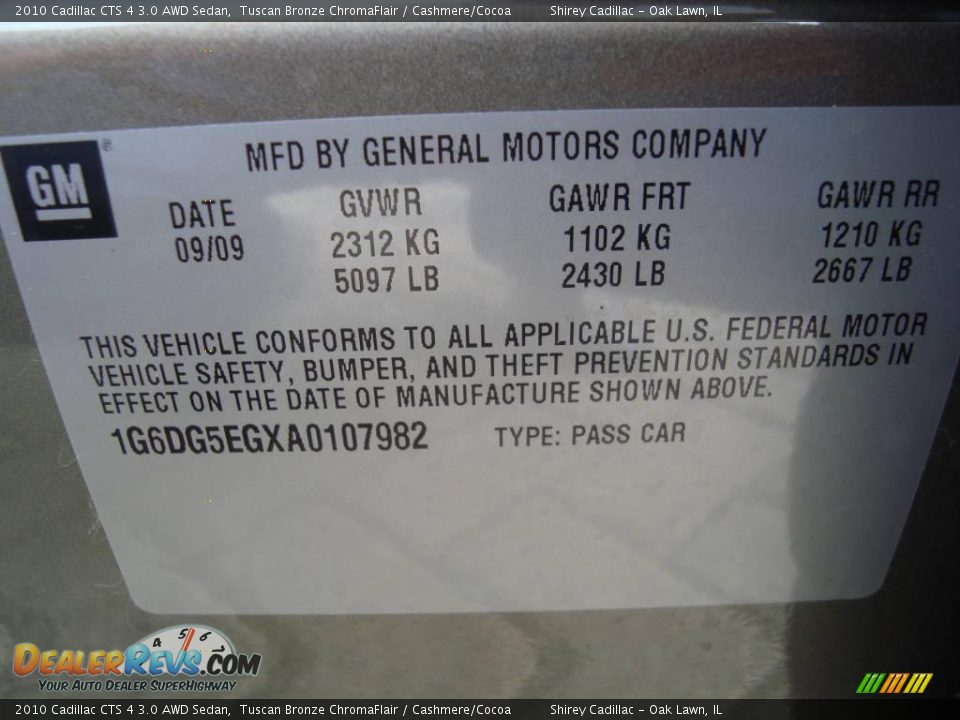 2010 Cadillac CTS 4 3.0 AWD Sedan, Tuscan Bronze ChromaFlair / Cashmere/Cocoa Shirey Cadillac - Oak Lawn, IL
GM ®
MFD BY GENERAL MOTORS COMPANY
DATE GVWR GAWR FRT GAWR RR
09/09 2312 KG 1102 KG 1210 KG
5097 LB 2430 LB 2667 LB
THIS VEHICLE CONFORMS TO ALL APPLICABLE U.S. FEDERAL MOTOR
VEHICLE SAFETY, BUMPER, AND THEFT PREVENTION STANDARDS IN
EFFECT ON THE DATE OF MANUFACTURE SHOWN ABOVE.
1G6DG5EGXA0107982 TYPE: PASS CAR
4 5 6 7
DEALERREVS.COM
YOUR AUTO DEALER SUPERHIGHWAY
2010 Cadillac CTS 4 3.0 AWD Sedan, Tuscan Bronze ChromaFlair / Cashmere/Cocoa Shirey Cadillac - Oak Lawn, IL